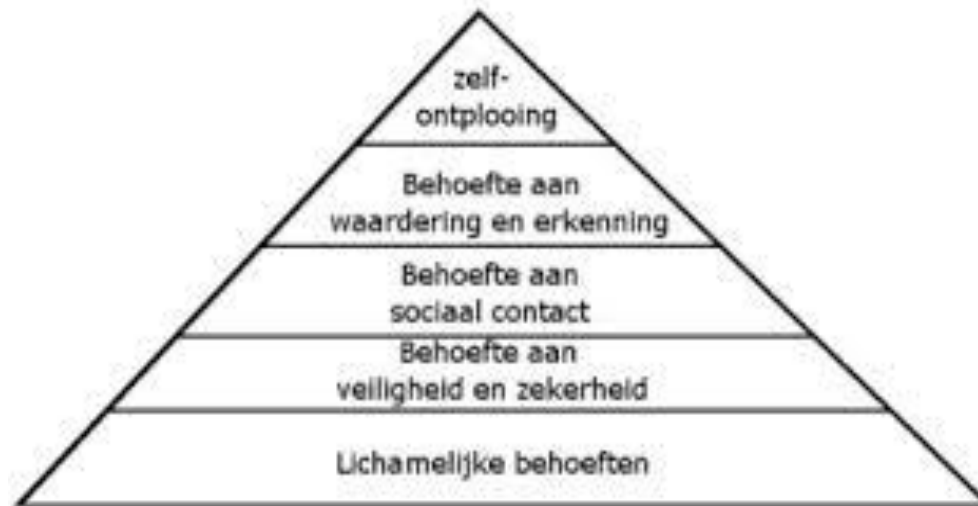 zelf-
ontplooing
Behoefte aan
waardering en erkenning
Behoefte aan
sociaal contact
Behoefte aan
veiligheid en zekerheid
Lichamelijke behoeften